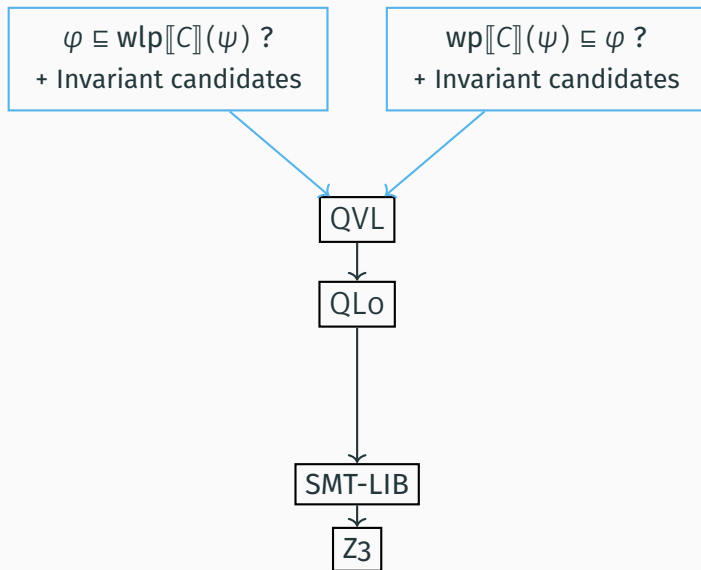 φ ⊑ wlp⟦C⟧(ψ) ?
+ Invariant candidates
wp⟦C⟧(ψ) ⊑ φ ?
+ Invariant candidates
QVL
QLo
SMT-LIB
Z3